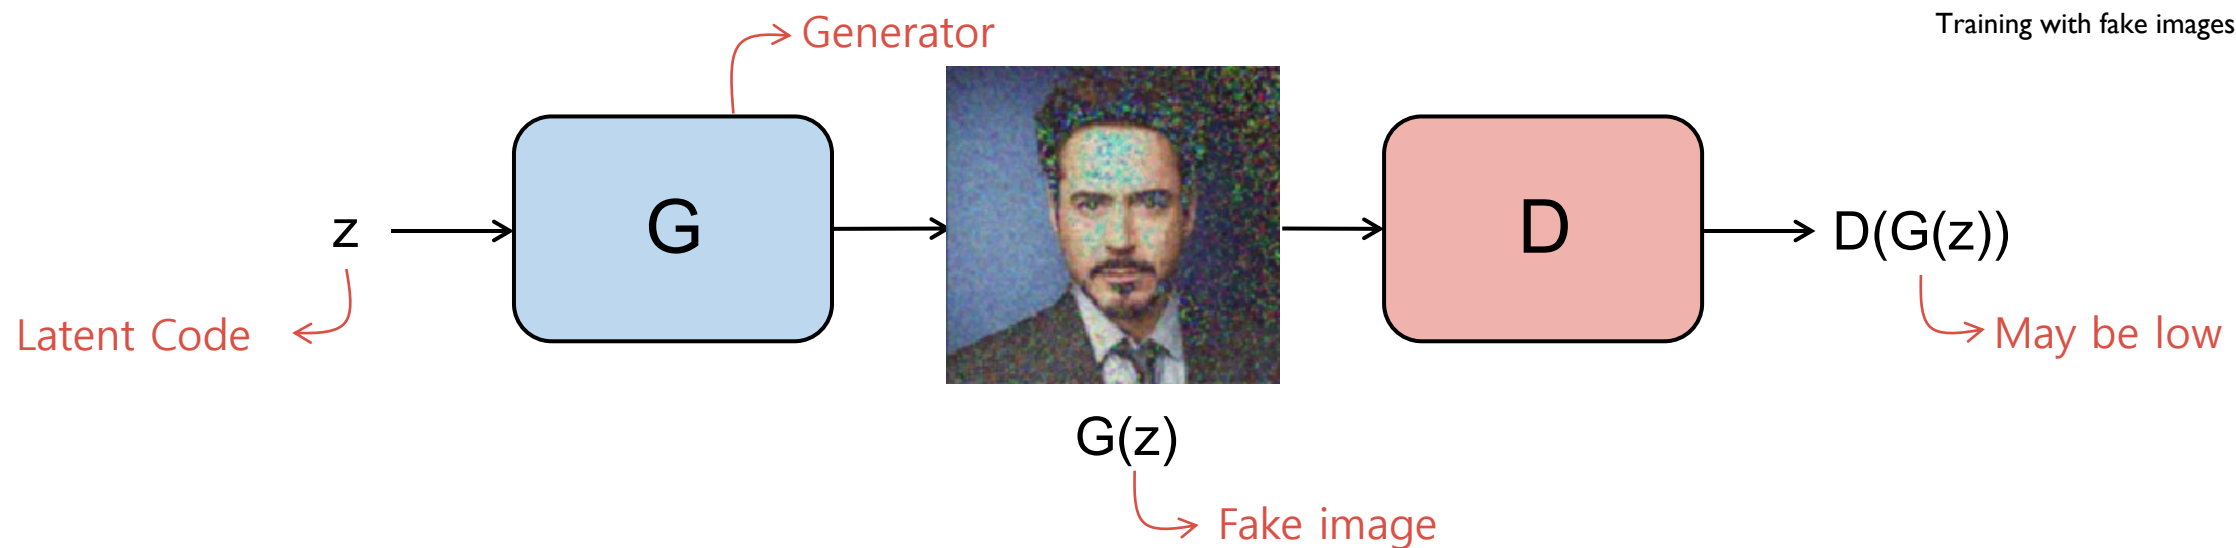 Training with fake images
Generator
z
G
D
D(G(z))
Latent Code
May be low
G(z)
Fake image